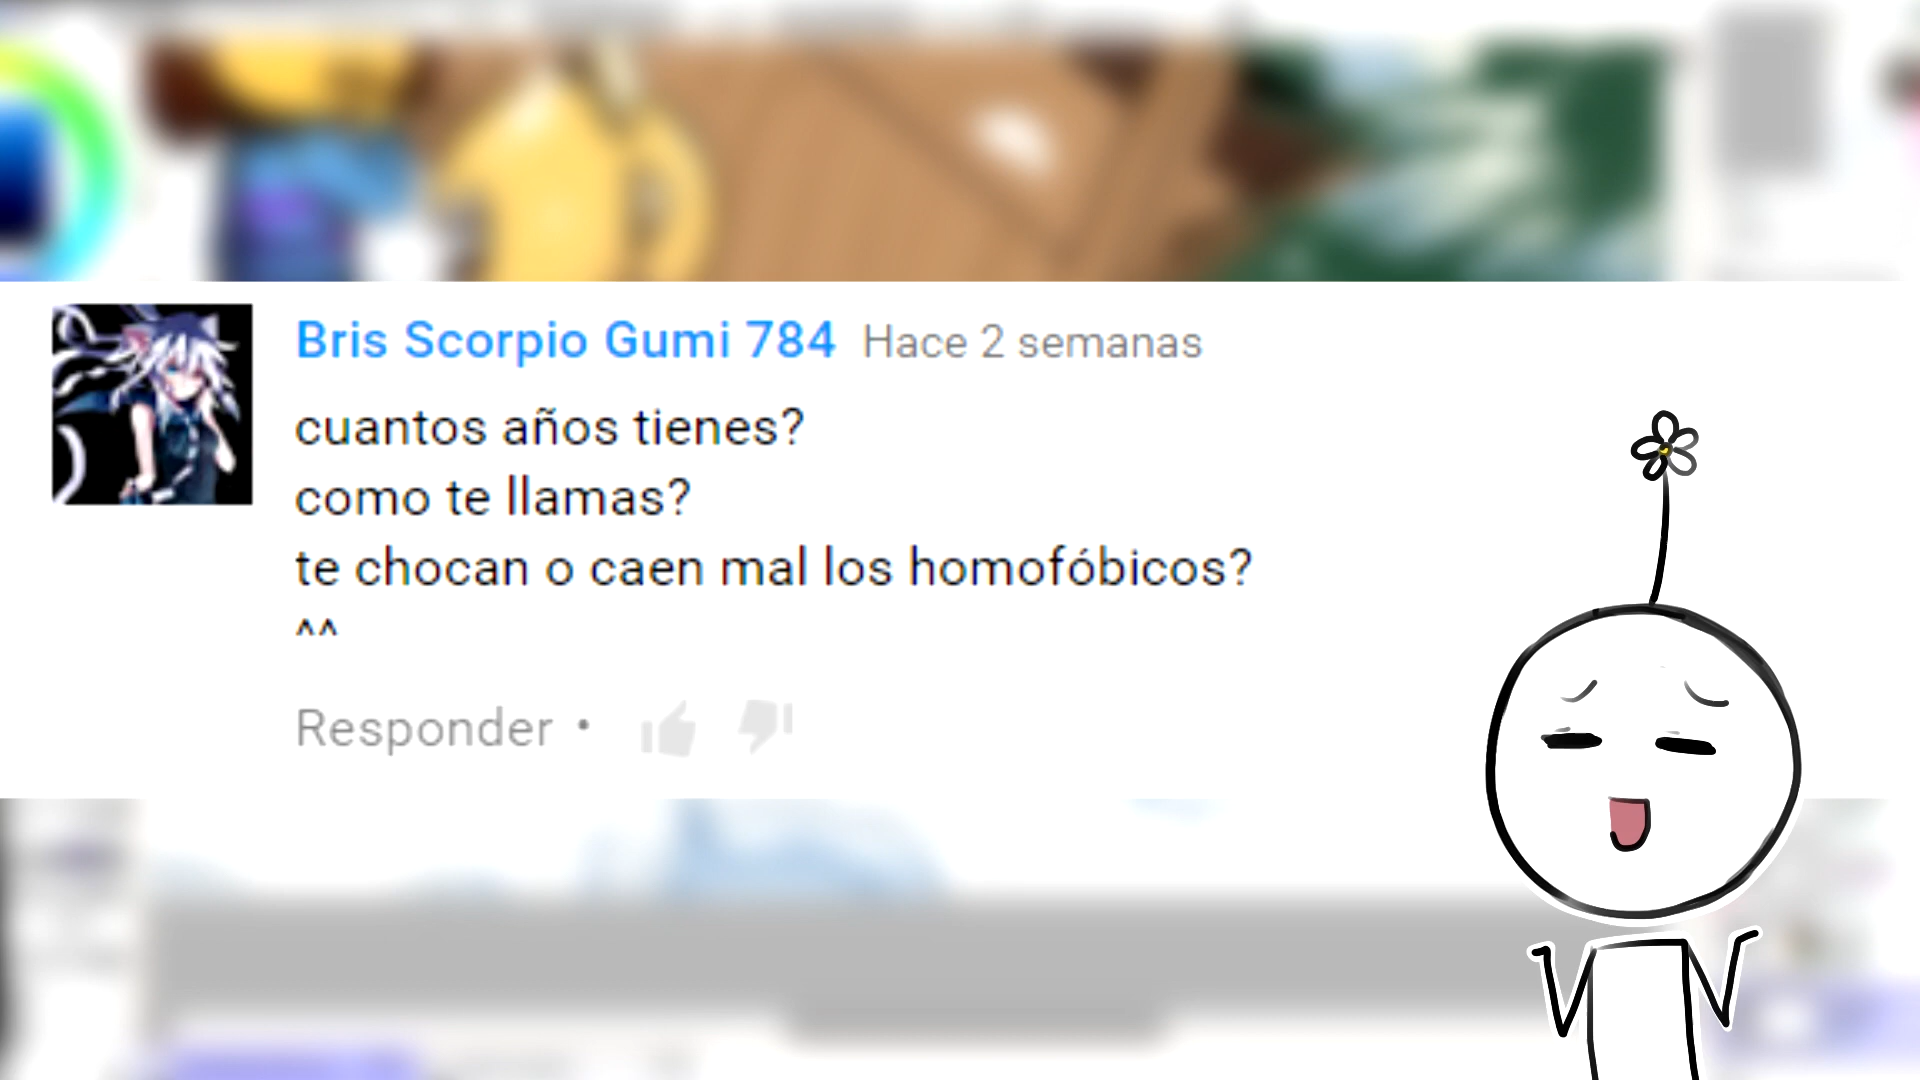 Bris Scorpio Gumi 784 Hace 2 semanas
cuantos años tienes?
como te llamas?
te chocan o caen mal los homofóbicos?
^^
Responder •